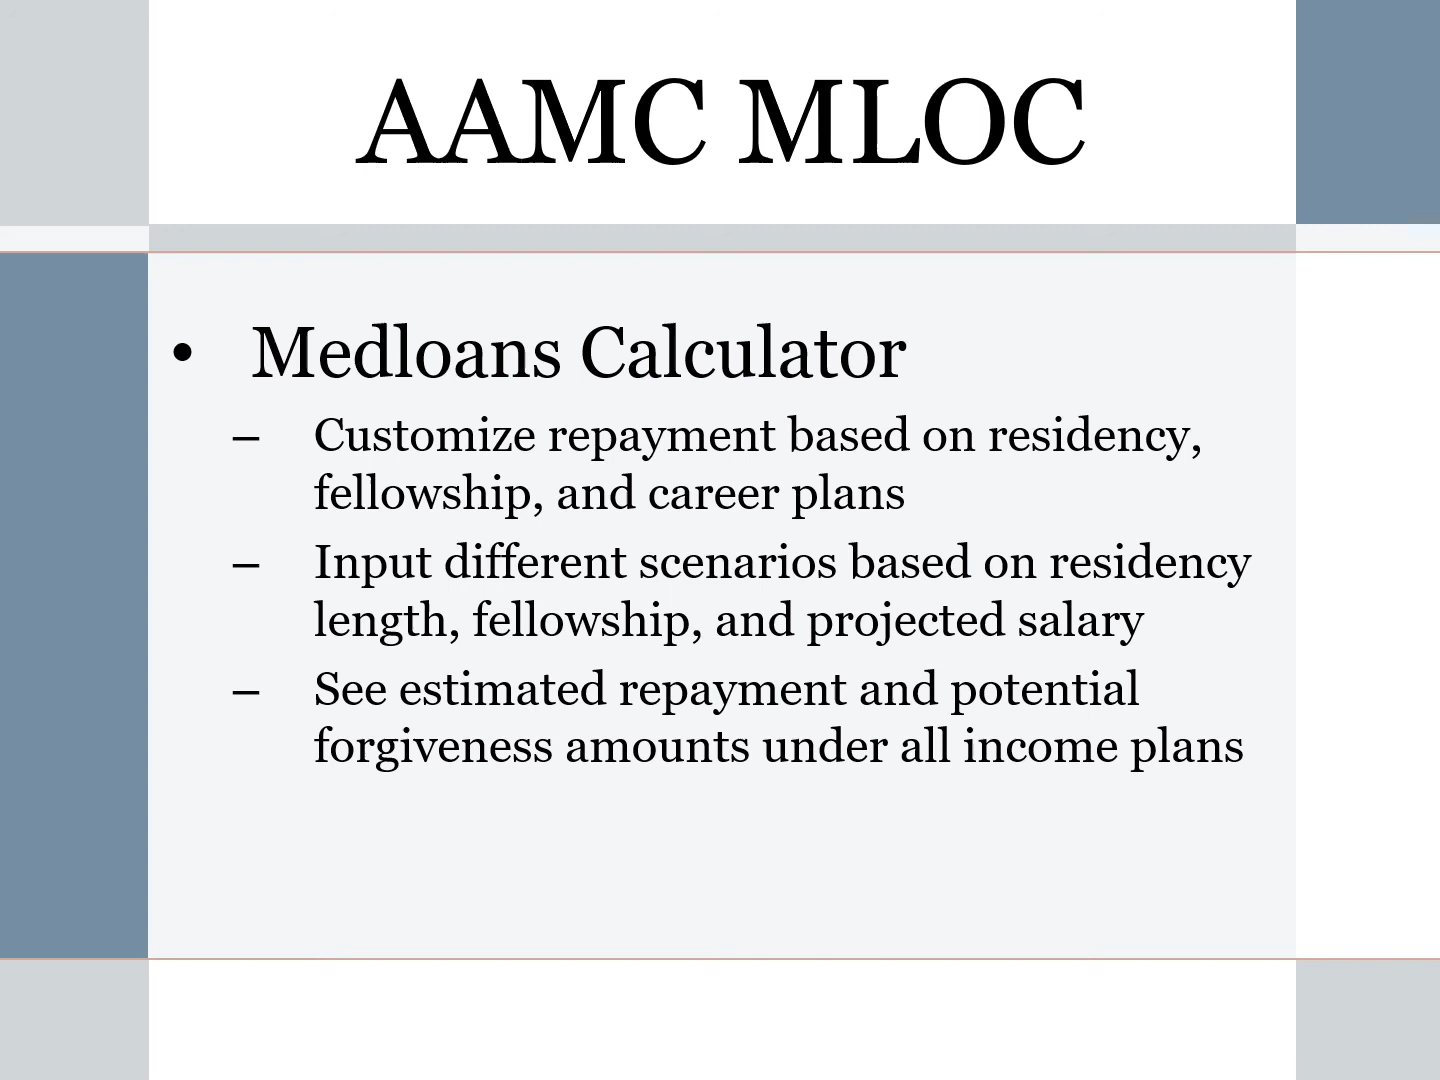 AAMC MLOC
• Medloans Calculator
– Customize repayment based on residency,
fellowship, and career plans
– Input different scenarios based on residency
length, fellowship, and projected salary
– See estimated repayment and potential
forgiveness amounts under all income plans